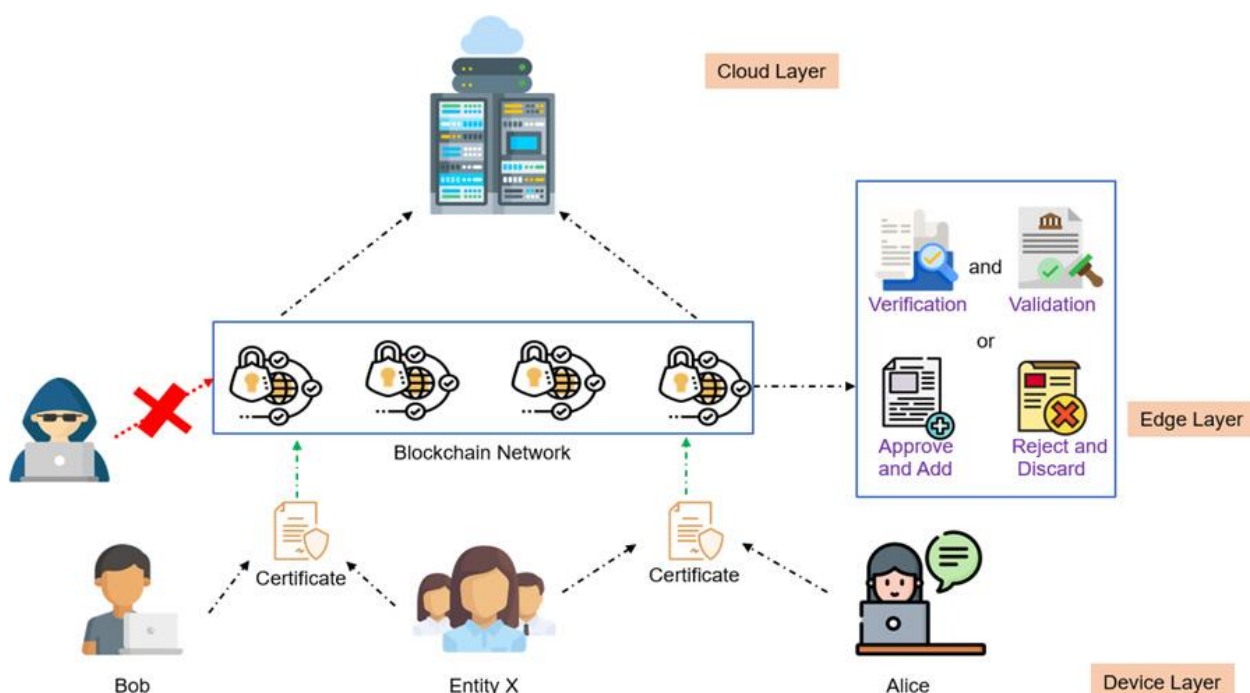 Cloud Layer
and
Verification
Validation
or
Approve
and Add
Reject and
Discard
Edge Layer
Blockchain Network
Certificate
Certificate
Bob
Entity X
Alice
Device Layer